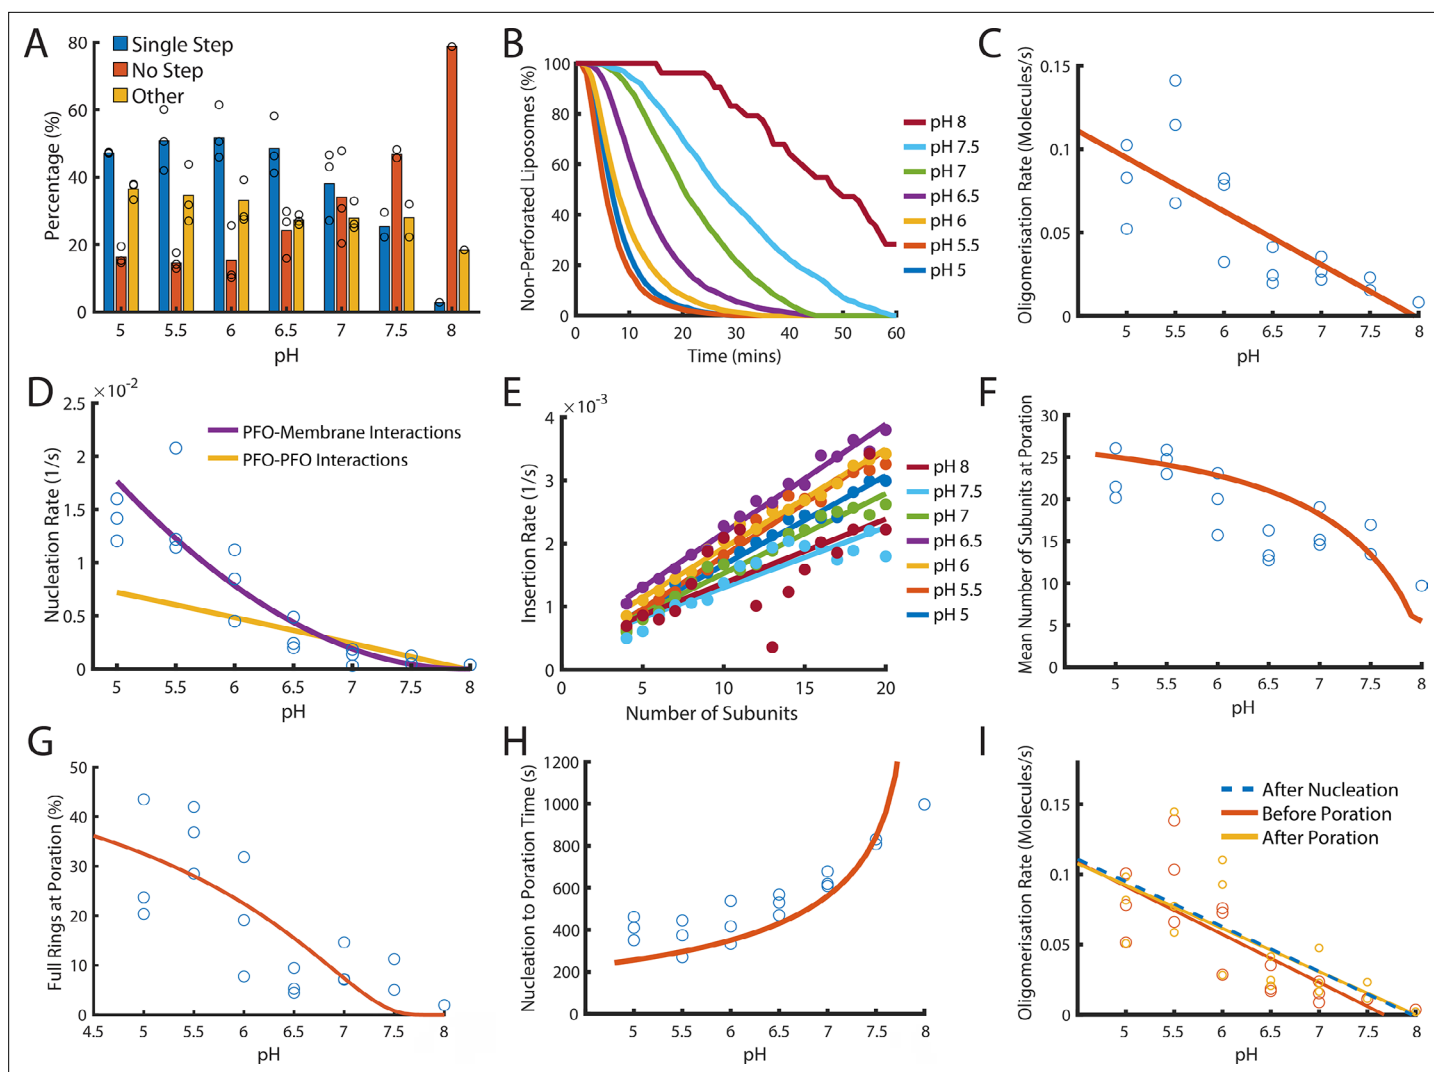 A
Percentage (%)
80
60
40
20
0
Single Step
No Step
Other
5 5.5 6 6.5 7 7.5 8
pH
B
Non-Perforated Liposomes (%)
100
80
60
40
20
0
10 20 30 40 50 60
Time (mins)
pH 8
pH 7.5
pH 7
pH 6.5
pH 6
pH 5.5
pH 5
C
Oligomerisation Rate (Molecules/s)
0.15
0.1
0.05
0
5 5.5 6 6.5 7 7.5 8
pH
D
×10⁻²
Nucleation Rate (1/s)
2.5
2
1.5
1
0.5
0
PFO-Membrane Interactions
PFO-PFO Interactions
5 5.5 6 6.5 7 7.5 8
pH
E
×10⁻³
Insertion Rate (1/s)
4
3
2
1
0
0 5 10 15 20
Number of Subunits
pH 8
pH 7.5
pH 7
pH 6.5
pH 6
pH 5.5
pH 5
F
Mean Number of Subunits at Poration
30
25
20
15
10
5
0
5 5.5 6 6.5 7 7.5 8
pH
G
Full Rings at Poration (%)
50
40
30
20
10
0
4.5 5 5.5 6 6.5 7 7.5 8
pH
H
Nucleation to Poration Time (s)
1200
1000
800
600
400
200
0
5 5.5 6 6.5 7 7.5 8
pH
I
Oligomerisation Rate (Molecules/s)
0.15
0.1
0.05
0
After Nucleation
Before Poration
After Poration
5 5.5 6 6.5 7 7.5 8
pH